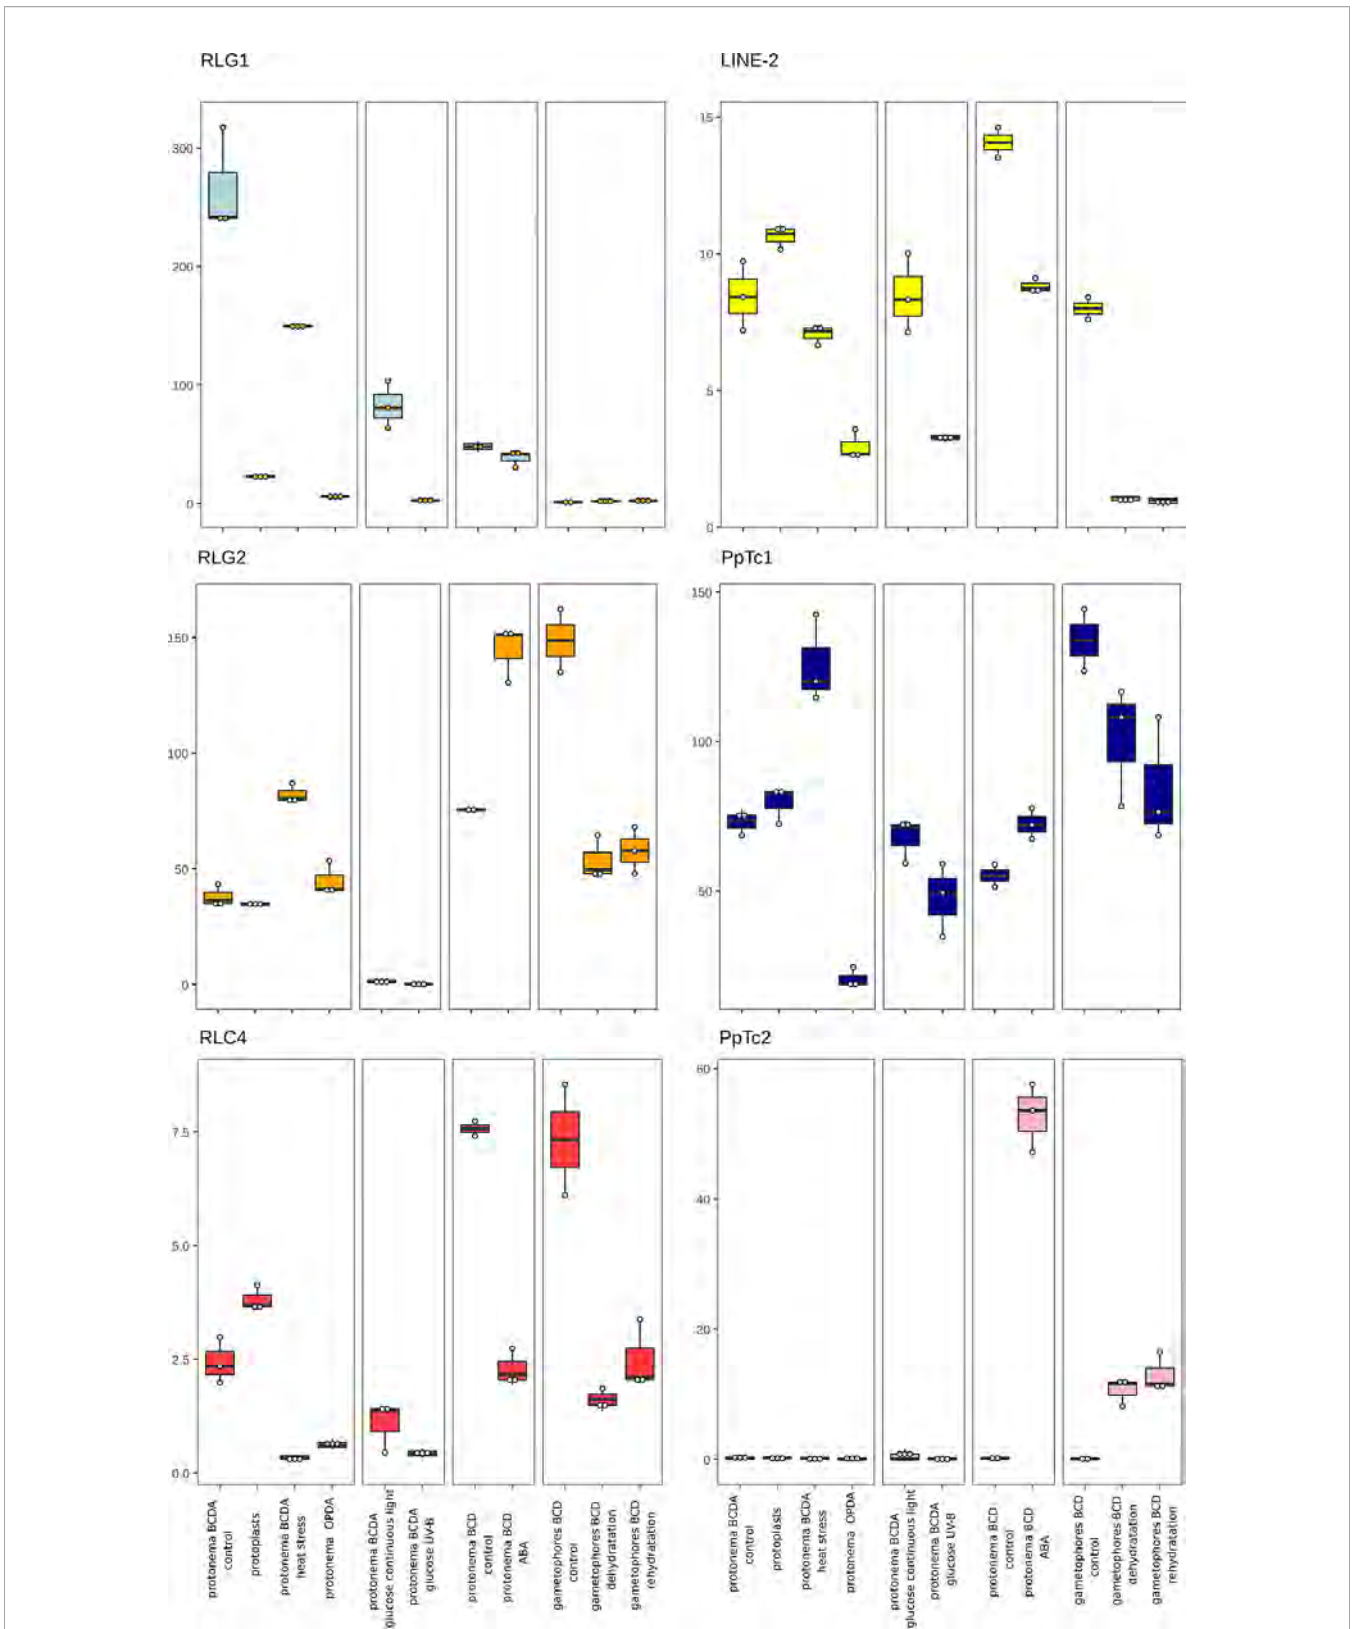 RLG1
300
200
100
0
LINE-2
15
10
5
0
RLG2
150
100
50
0
PpTc1
150
100
50
RLC4
7.5
5.0
2.5
0.0
PpTc2
60
40
20
0
protonema BCDA
control
protoplasts
protonema BCDA
heat stress
protonema OPDA
protonema BCDA
glucose continuous light
protonema BCDA
glucose UV-B
protonema BCD
control
protonema BCD
ABA
gametophores BCD
control
gametophores BCD
dehydratation
gametophores BCD
rehydratation
protonema BCDA
control
protoplasts
protonema BCDA
heat stress
protonema OPDA
protonema BCDA
glucose continuous light
protonema BCDA
glucose UV-B
protonema BCD
control
protonema BCD
ABA
gametophores BCD
control
gametophores BCD
dehydratation
gametophores BCD
rehydratation